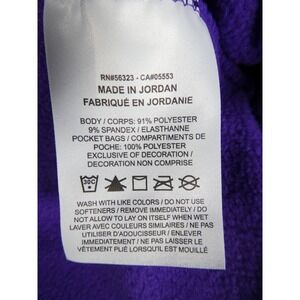 RN#56323 - CA#05553
MADE IN JORDAN
FABRIQUÉ EN JORDANIE
BODY / CORPS: 91% POLYESTER
9% SPANDEX / ELASTHANNE
POCKET BAGS / COMPARTIMENTS DE
POCHE: 100% POLYESTER
EXCLUSIVE OF DECORATION /
DECORATION NON COMPRISE
30C
WASH WITH LIKE COLORS / DO NOT USE
SOFTENERS / REMOVE IMMEDIATELY / DO
NOT ALLOW TO LAY ON ITSELF WHEN WET
LAVER AVEC COULEURS SIMILAIRES / NE PAS
UTILISER D'ADOUCISSEUR / ENLEVER
IMMEDIATEMENT / NE PAS LAISSER LE
VÊTEMENT PLIÉ LORSQU'IL EST MOUILLÉ